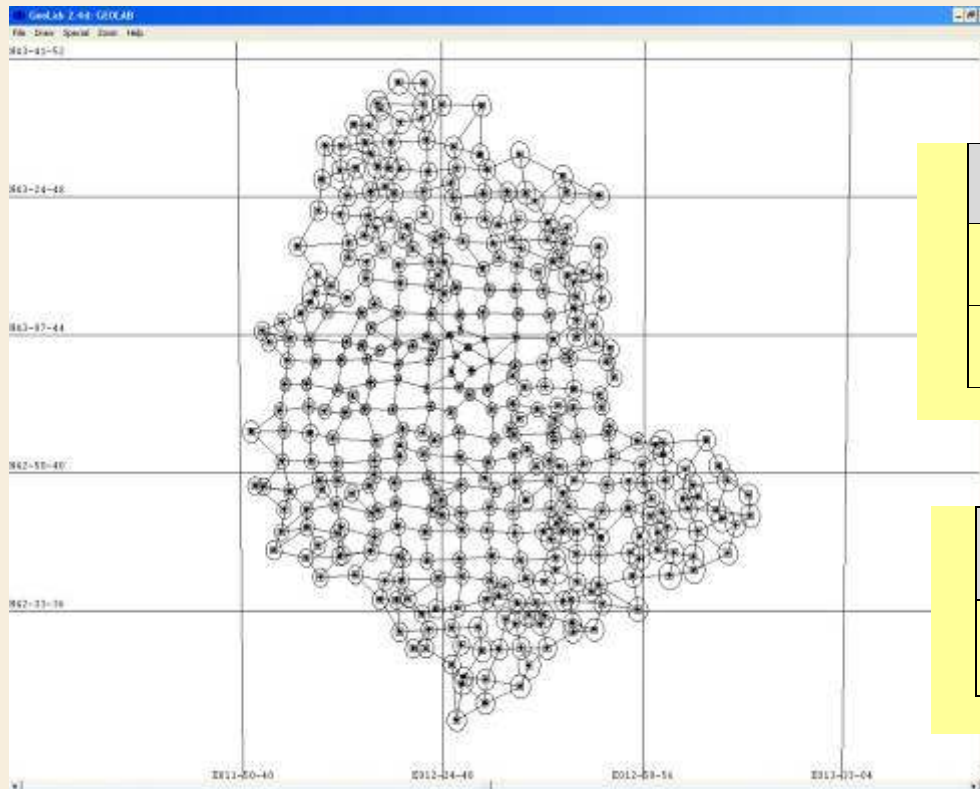 GeoLab 2.4d: GEOLAB
File Draw Special Zoom Help
N63-41-52
N63-24-48
N63-07-44
N62-50-40
N62-33-36
E011-50-40 E012-24-48 E012-58-56 E013-33-04